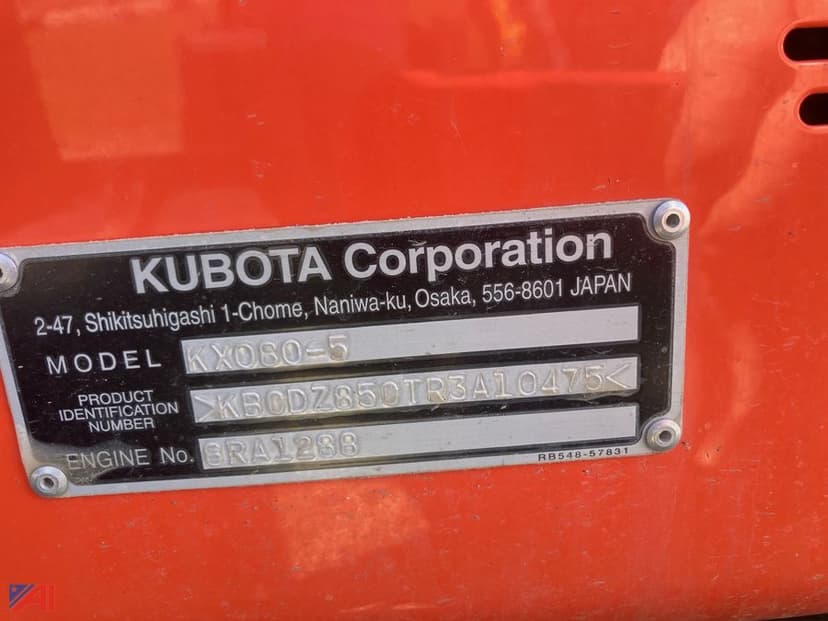 KUBOTA Corporation
2-47, Shikitsuhigashi 1-Chome, Naniwa-ku, Osaka, 556-8601 JAPAN
MODEL KX080-5
PRODUCT IDENTIFICATION NUMBER >KBCDZ850TR3A10475<
ENGINE No. 8RA1288
RB548-57831
AI